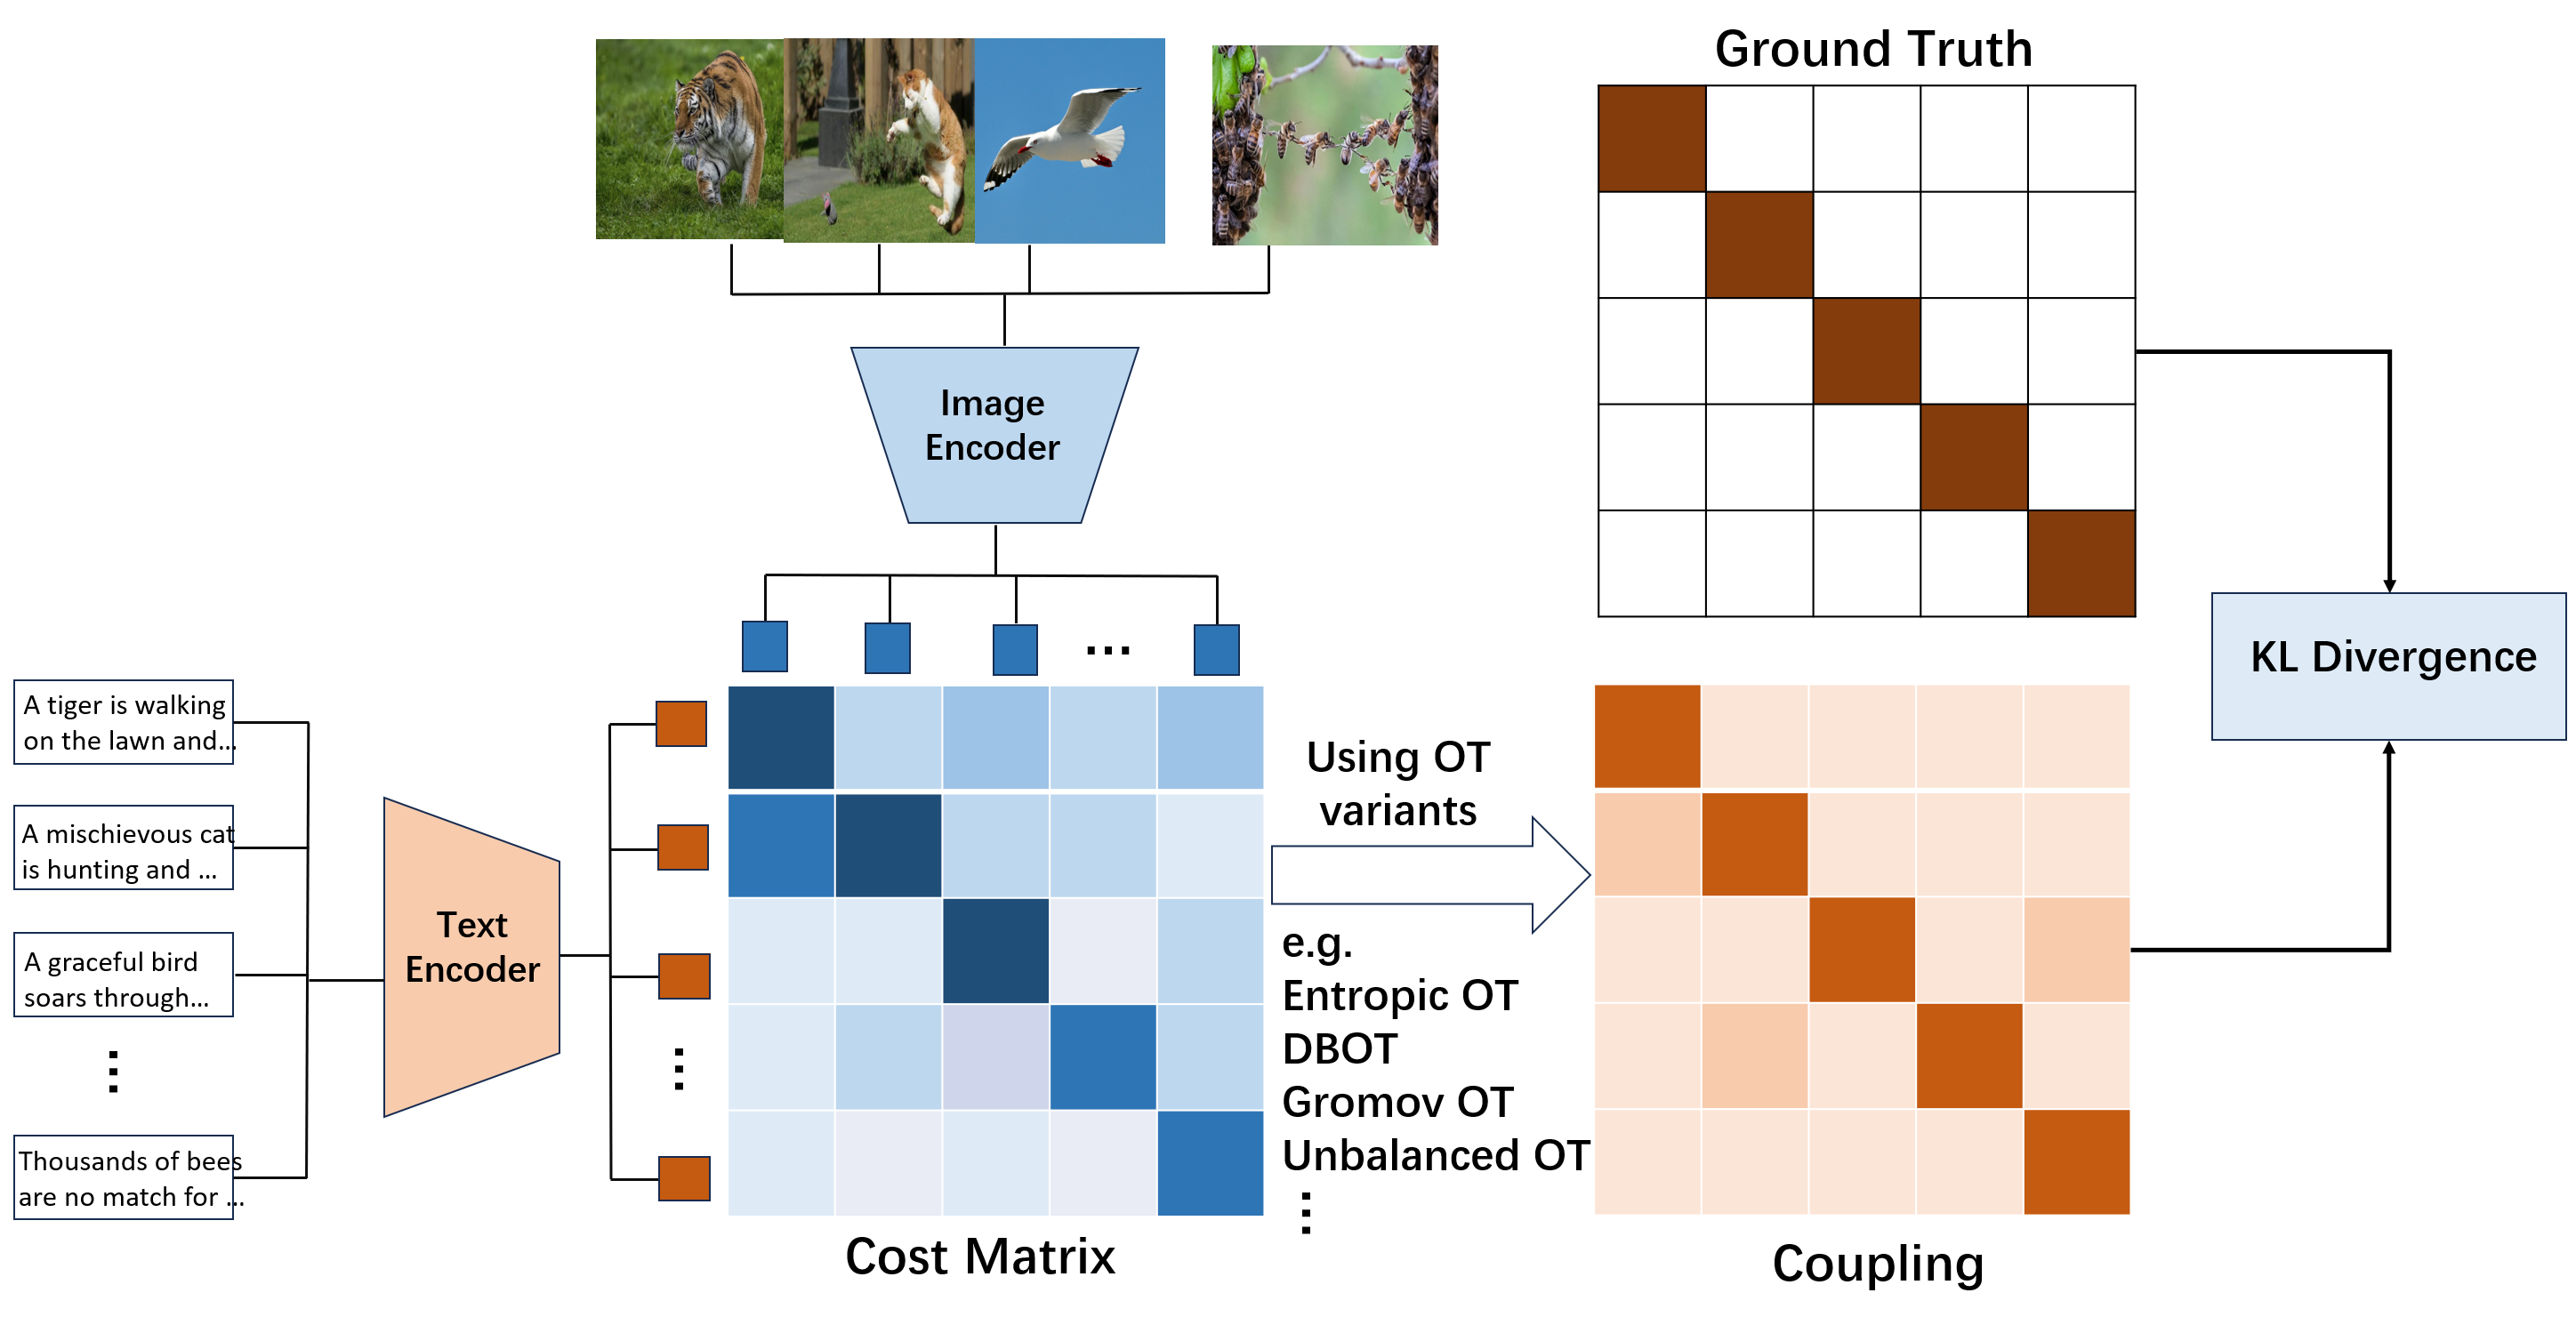 Ground Truth
Image
Encoder
...
A tiger is walking
on the lawn and...
A mischievous cat
is hunting and ...
A graceful bird
soars through...
⋮
Thousands of bees
are no match for ...
Text
Encoder
⋮
Cost Matrix
Using OT
variants
e.g.
Entropic OT
DBOT
Gromov OT
Unbalanced OT
⋮
Coupling
KL Divergence